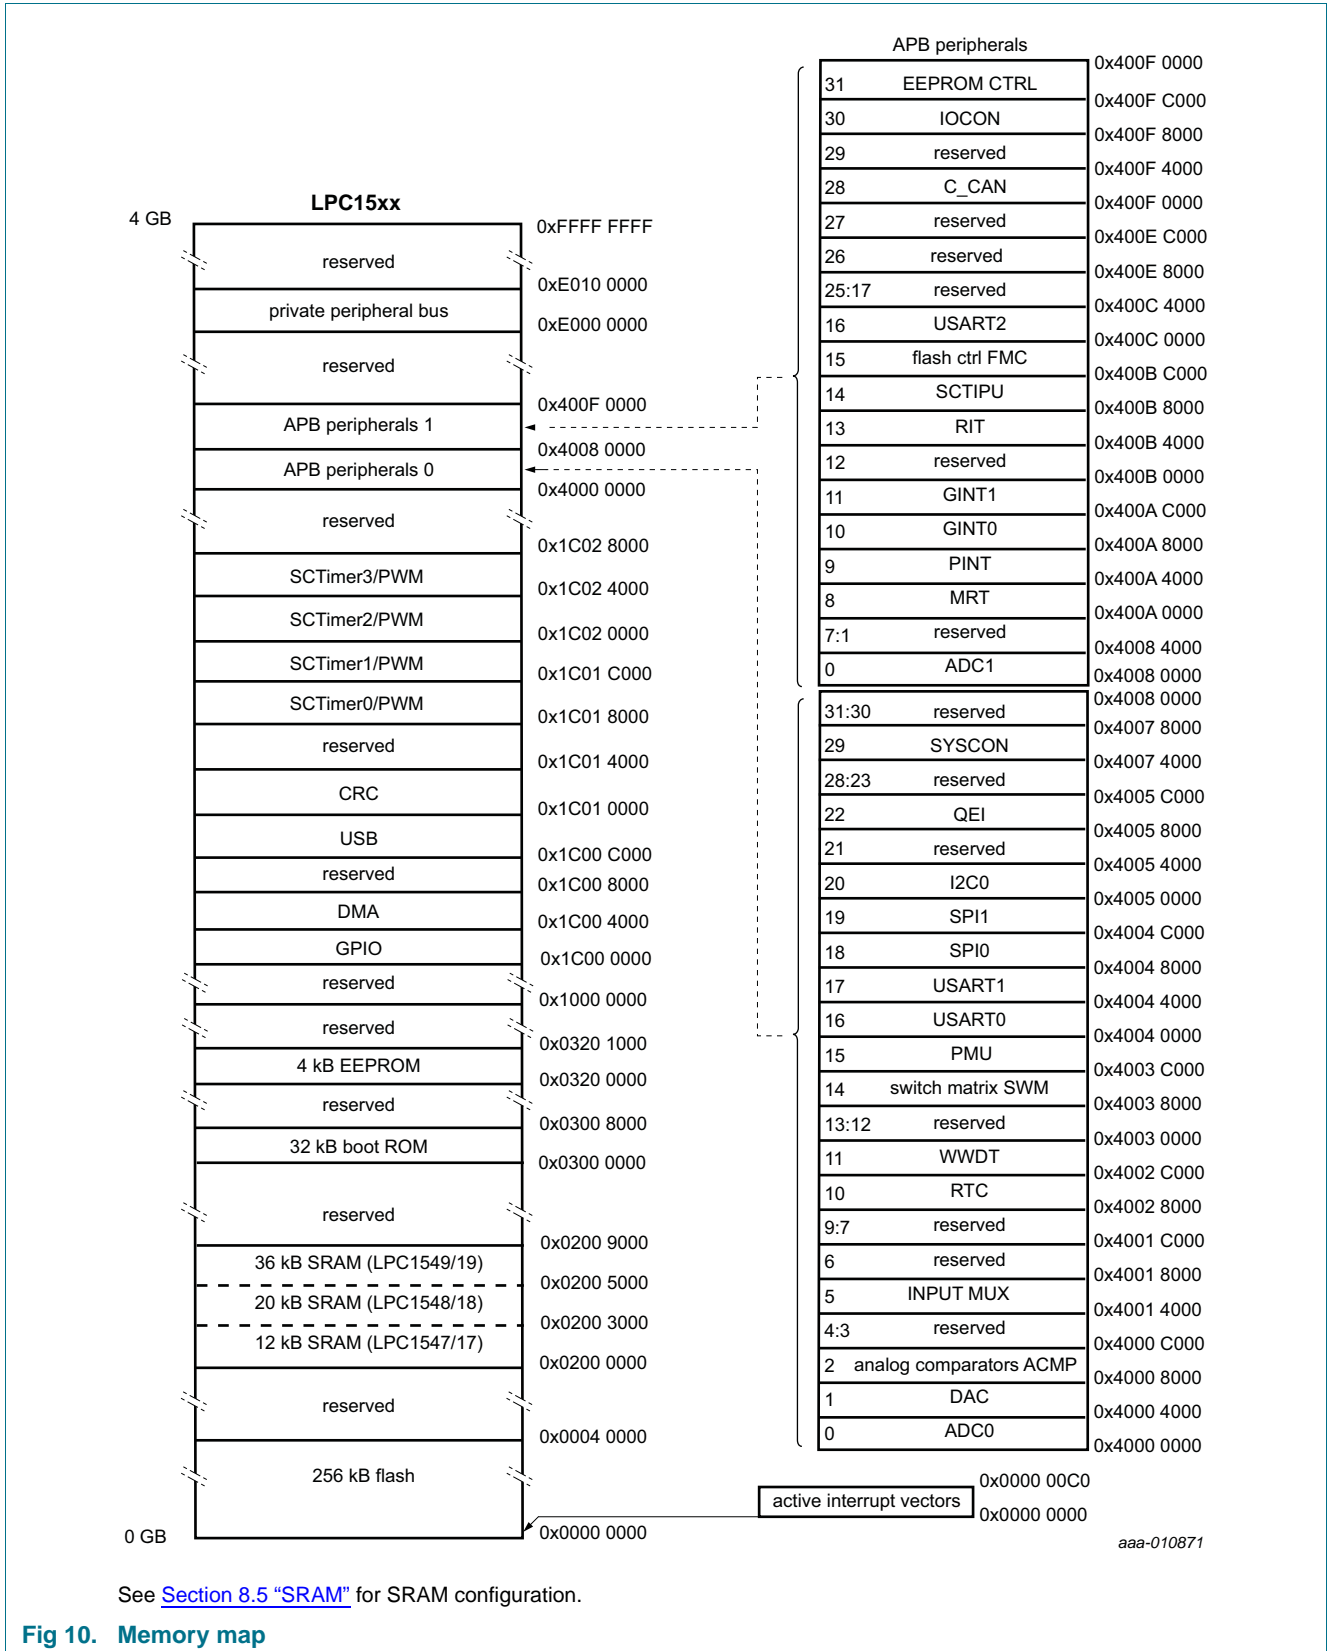 LPC15xx
4 GB
0xFFFF FFFF
reserved
0xE010 0000
private peripheral bus
0xE000 0000
reserved
0x400F 0000
APB peripherals 1
0x4008 0000
APB peripherals 0
0x4000 0000
reserved
0x1C02 8000
SCTimer3/PWM
0x1C02 4000
SCTimer2/PWM
0x1C02 0000
SCTimer1/PWM
0x1C01 C000
SCTimer0/PWM
0x1C01 8000
reserved
0x1C01 4000
CRC
0x1C01 0000
USB
0x1C00 C000
reserved
0x1C00 8000
DMA
0x1C00 4000
GPIO
0x1C00 0000
reserved
0x1000 0000
reserved
0x0320 1000
4 kB EEPROM
0x0320 0000
reserved
0x0300 8000
32 kB boot ROM
0x0300 0000
reserved
0x0200 9000
36 kB SRAM (LPC1549/19)
0x0200 5000
20 kB SRAM (LPC1548/18)
0x0200 3000
12 kB SRAM (LPC1547/17)
0x0200 0000
reserved
0x0004 0000
256 kB flash
0 GB
0x0000 0000
APB peripherals
0x400F 0000
31 EEPROM CTRL
0x400F C000
30 IOCON
0x400F 8000
29 reserved
0x400F 4000
28 C_CAN
0x400F 0000
27 reserved
0x400E C000
26 reserved
0x400E 8000
25:17 reserved
0x400C 4000
16 USART2
0x400C 0000
15 flash ctrl FMC
0x400B C000
14 SCTIPU
0x400B 8000
13 RIT
0x400B 4000
12 reserved
0x400B 0000
11 GINT1
0x400A C000
10 GINT0
0x400A 8000
9 PINT
0x400A 4000
8 MRT
0x400A 0000
7:1 reserved
0x4008 4000
0 ADC1
0x4008 0000
0x4008 0000
31:30 reserved
0x4007 8000
29 SYSCON
0x4007 4000
28:23 reserved
0x4005 C000
22 QEI
0x4005 8000
21 reserved
0x4005 4000
20 I2C0
0x4005 0000
19 SPI1
0x4004 C000
18 SPI0
0x4004 8000
17 USART1
0x4004 4000
16 USART0
0x4004 0000
15 PMU
0x4003 C000
14 switch matrix SWM
0x4003 8000
13:12 reserved
0x4003 0000
11 WWDT
0x4002 C000
10 RTC
0x4002 8000
9:7 reserved
0x4001 C000
6 reserved
0x4001 8000
5 INPUT MUX
0x4001 4000
4:3 reserved
0x4000 C000
2 analog comparators ACMP
0x4000 8000
1 DAC
0x4000 4000
0 ADC0
0x4000 0000
0x0000 00C0
active interrupt vectors
0x0000 0000
aaa-010871
See Section 8.5 “SRAM” for SRAM configuration.
Fig 10. Memory map